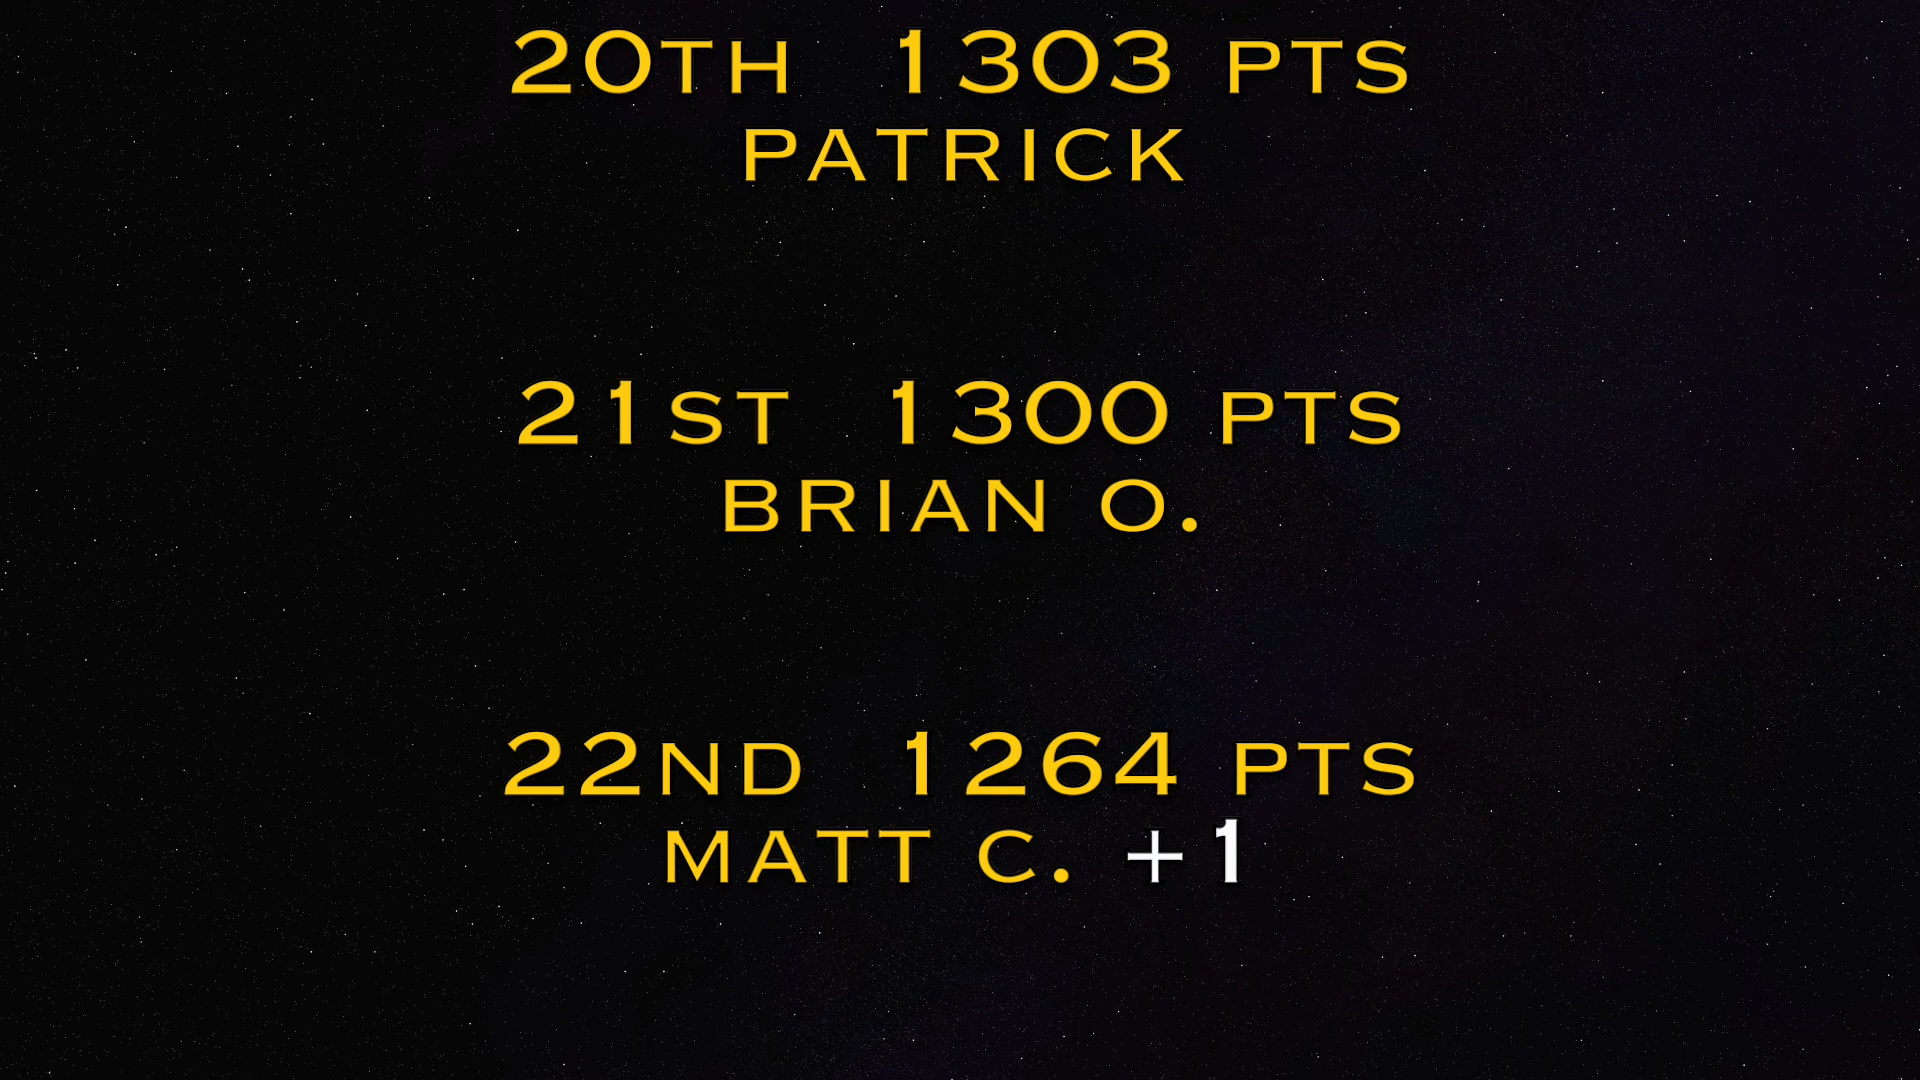 20TH 1303 PTS
PATRICK
21ST 1300 PTS
BRIAN O.
22ND 1264 PTS
MATT C. +1